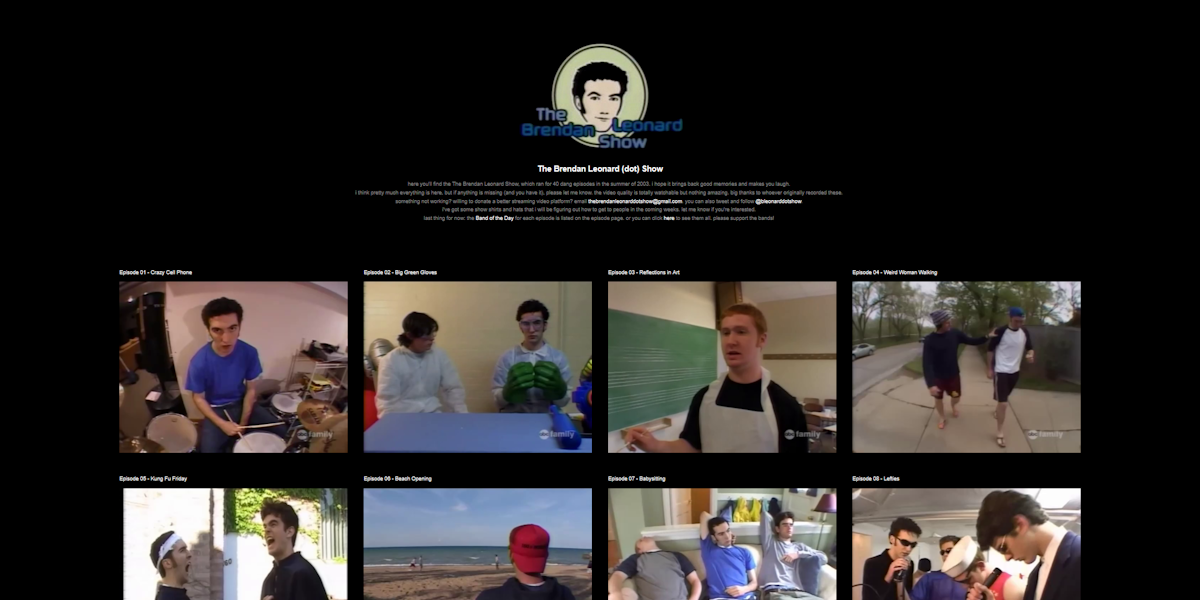 The
Brendan Leonard
Show
The Brendan Leonard (dot) Show
here you'll find the The Brendan Leonard Show, which ran for 40 dang episodes in the summer of 2003. i hope it brings back good memories and makes you laugh.
i think pretty much everything is here, but if anything is missing (and you have it), please let me know. the video quality is totally watchable but nothing amazing. big thanks to whoever originally recorded these.
something not working? willing to donate a better streaming video platform? email thebrendanleonarddotshow@gmail.com. you can also tweet and follow @bleonarddotshow
i've got some show shirts and hats that i will be figuring out how to get to people in the coming weeks. let me know if you're interested.
last thing for now: the Band of the Day for each episode is listed on the episode page. or you can click here to see them all. please support the bands!
Episode 01 - Crazy Cell Phone
Episode 02 - Big Green Gloves
Episode 03 - Reflections in Art
Episode 04 - Weird Woman Walking
abc family
abc family
abc family
abc family
Episode 05 - Kung Fu Friday
Episode 06 - Beach Opening
Episode 07 - Babysitting
Episode 08 - Lefties